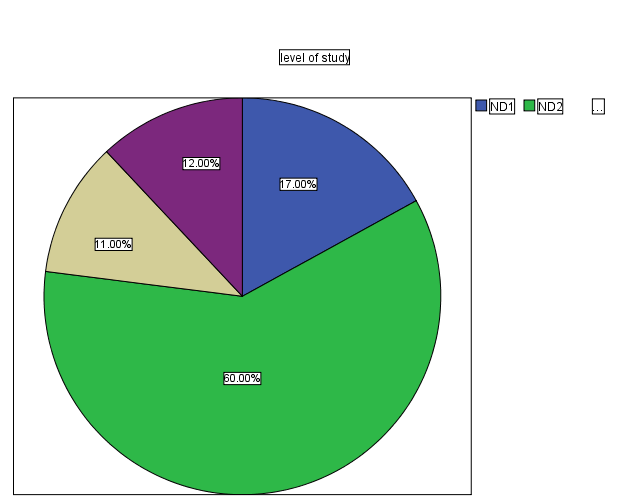 level of study
ND1 ND2 ...
12.00%
17.00%
11.00%
60.00%